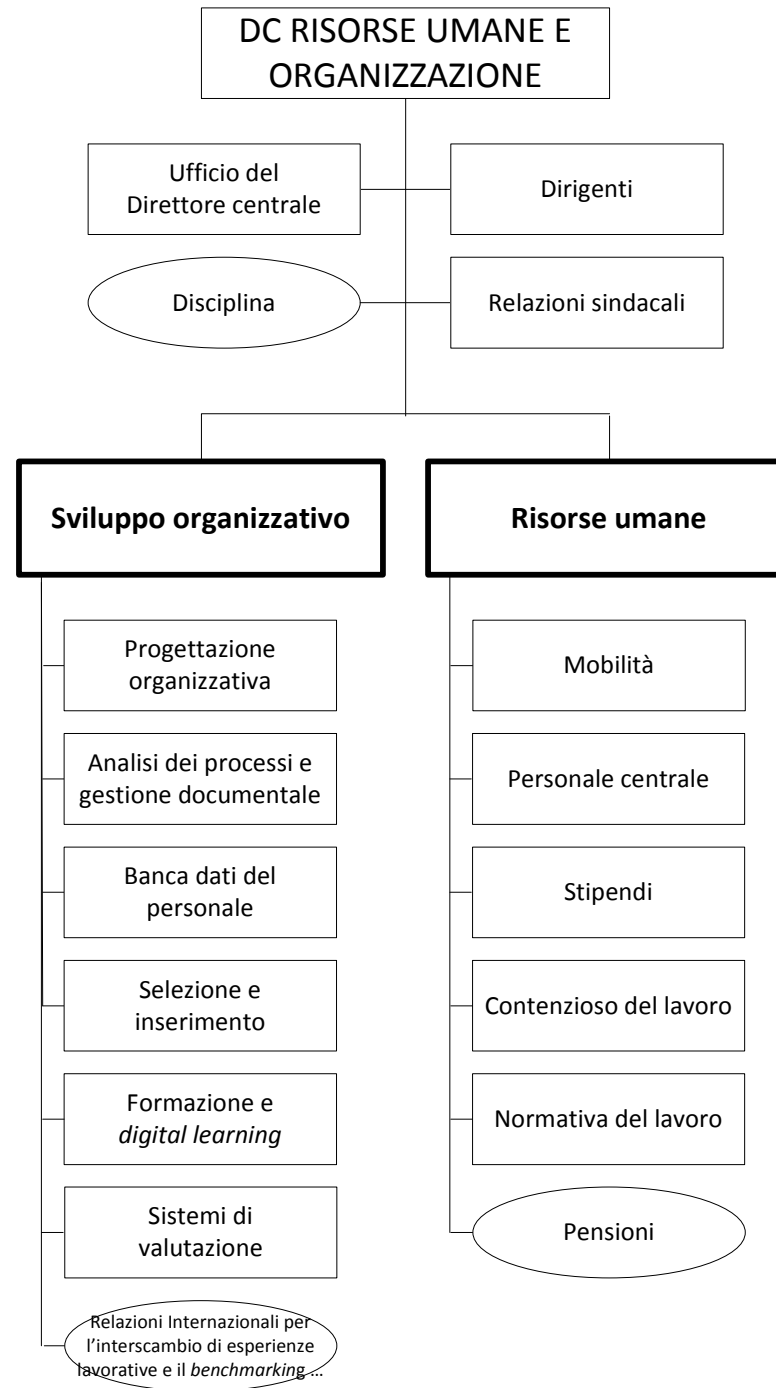 DC RISORSE UMANE E
ORGANIZZAZIONE
Ufficio del
Direttore centrale
Dirigenti
Disciplina
Relazioni sindacali
Sviluppo organizzativo
Progettazione
organizzativa
Analisi dei processi e
gestione documentale
Banca dati del
personale
Selezione e
inserimento
Formazione e
digital learning
Sistemi di
valutazione
Relazioni Internazionali per
l’interscambio di esperienze
lavorative e il benchmarking …
Risorse umane
Mobilità
Personale centrale
Stipendi
Contenzioso del lavoro
Normativa del lavoro
Pensioni